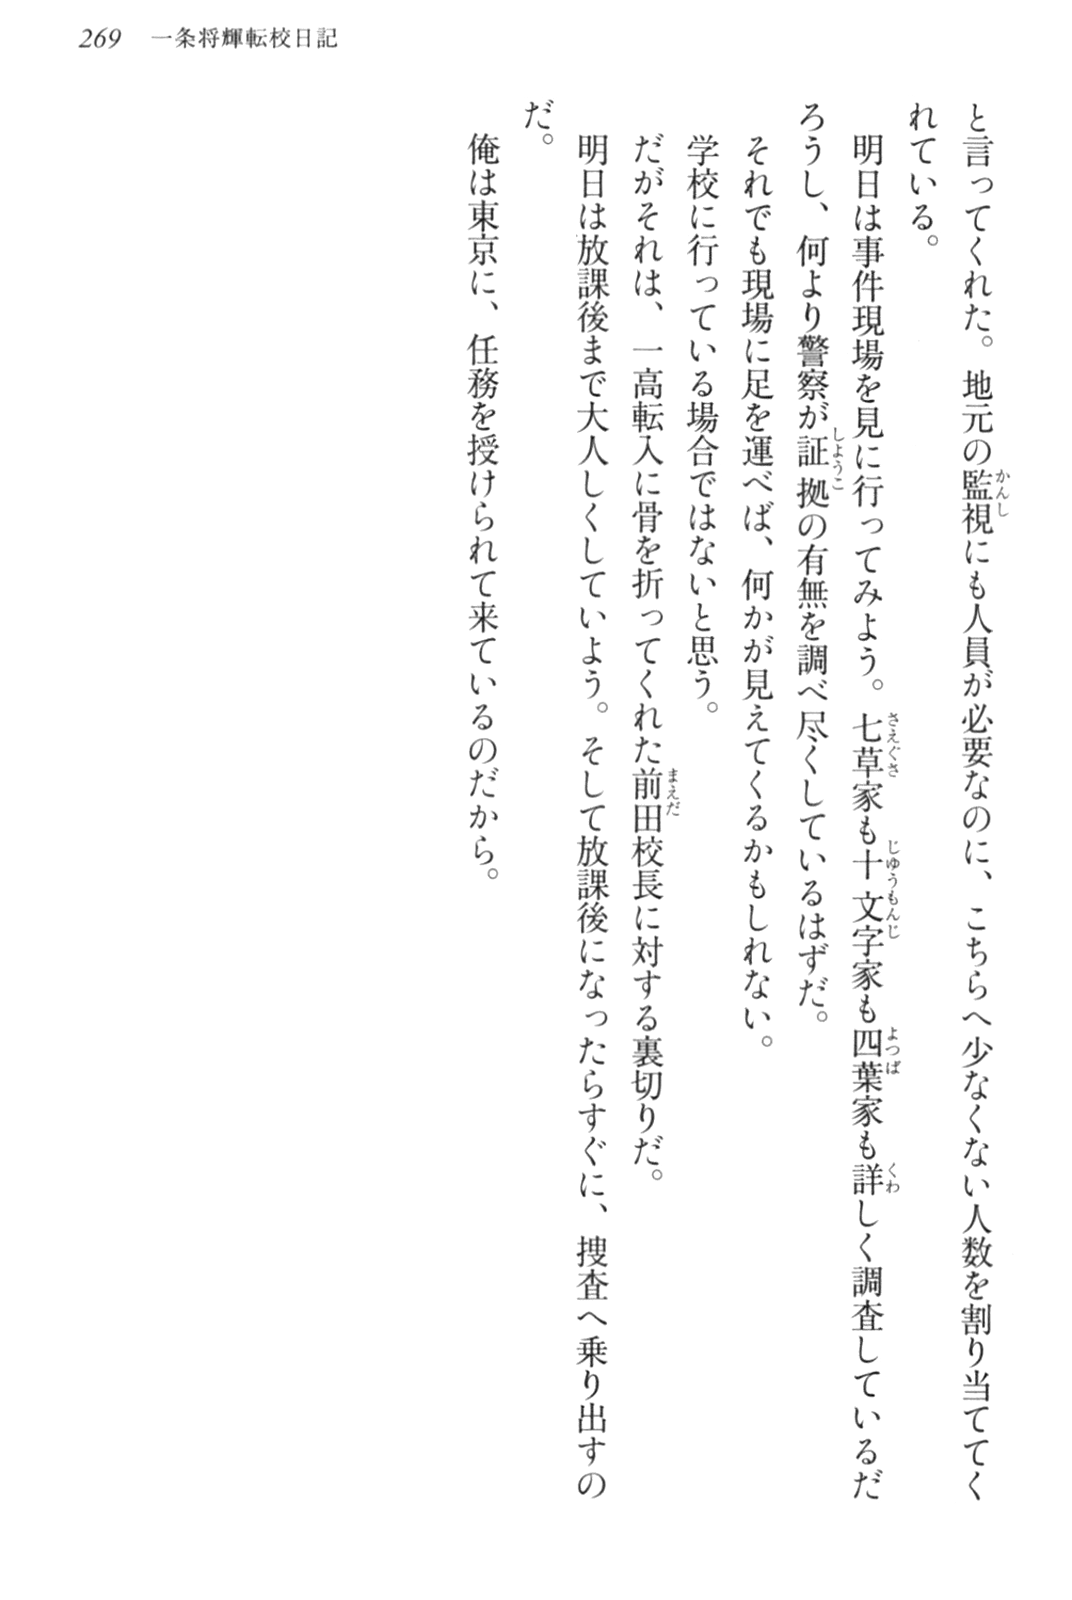 269 一条将輝転校日記
と言ってくれた。地元の監視にも人員が必要なのに、こちらへ少なくない人数を割り当ててく
れている。
明日は事件現場を見に行ってみよう。七草家も十文字家も四葉家も詳しく調査しているだ
ろうし、何より警察が証拠の有無を調べ尽くしているはずだ。
それでも現場に足を運べば、何かが見えてくるかもしれない。
学校に行っている場合ではないと思う。
だがそれは、一高転入に骨を折ってくれた前田校長に対する裏切りだ。
明日は放課後まで大人しくしていよう。そして放課後になったらすぐに、捜査へ乗り出すの
だ。
俺は東京に、任務を授けられて来ているのだから。